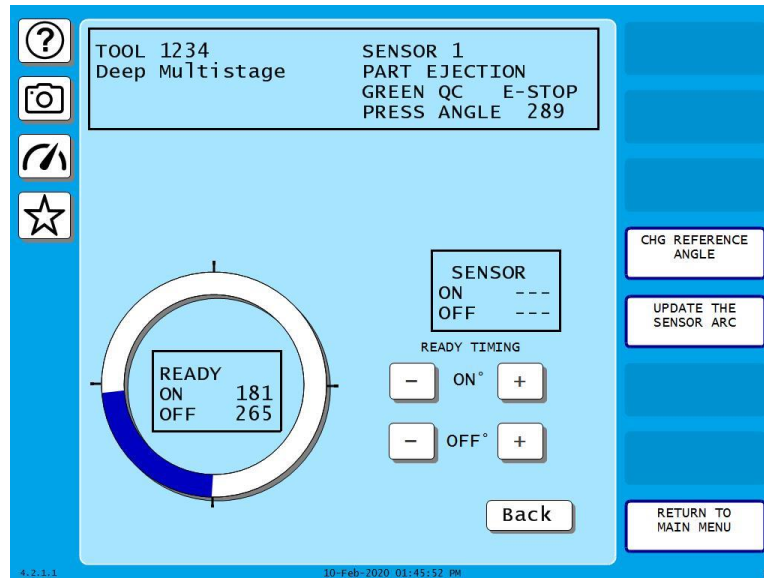 ?
TOOL 1234
Deep Multistage
SENSOR 1
PART EJECTION
GREEN QC E-STOP
PRESS ANGLE 289
CHG REFERENCE
ANGLE
SENSOR
ON ---
OFF ---
UPDATE THE
SENSOR ARC
READY TIMING
READY
ON 181
OFF 265
- ON° +
- OFF° +
Back
RETURN TO
MAIN MENU
4.2.1.1
10-Feb-2020 01:45:52 PM